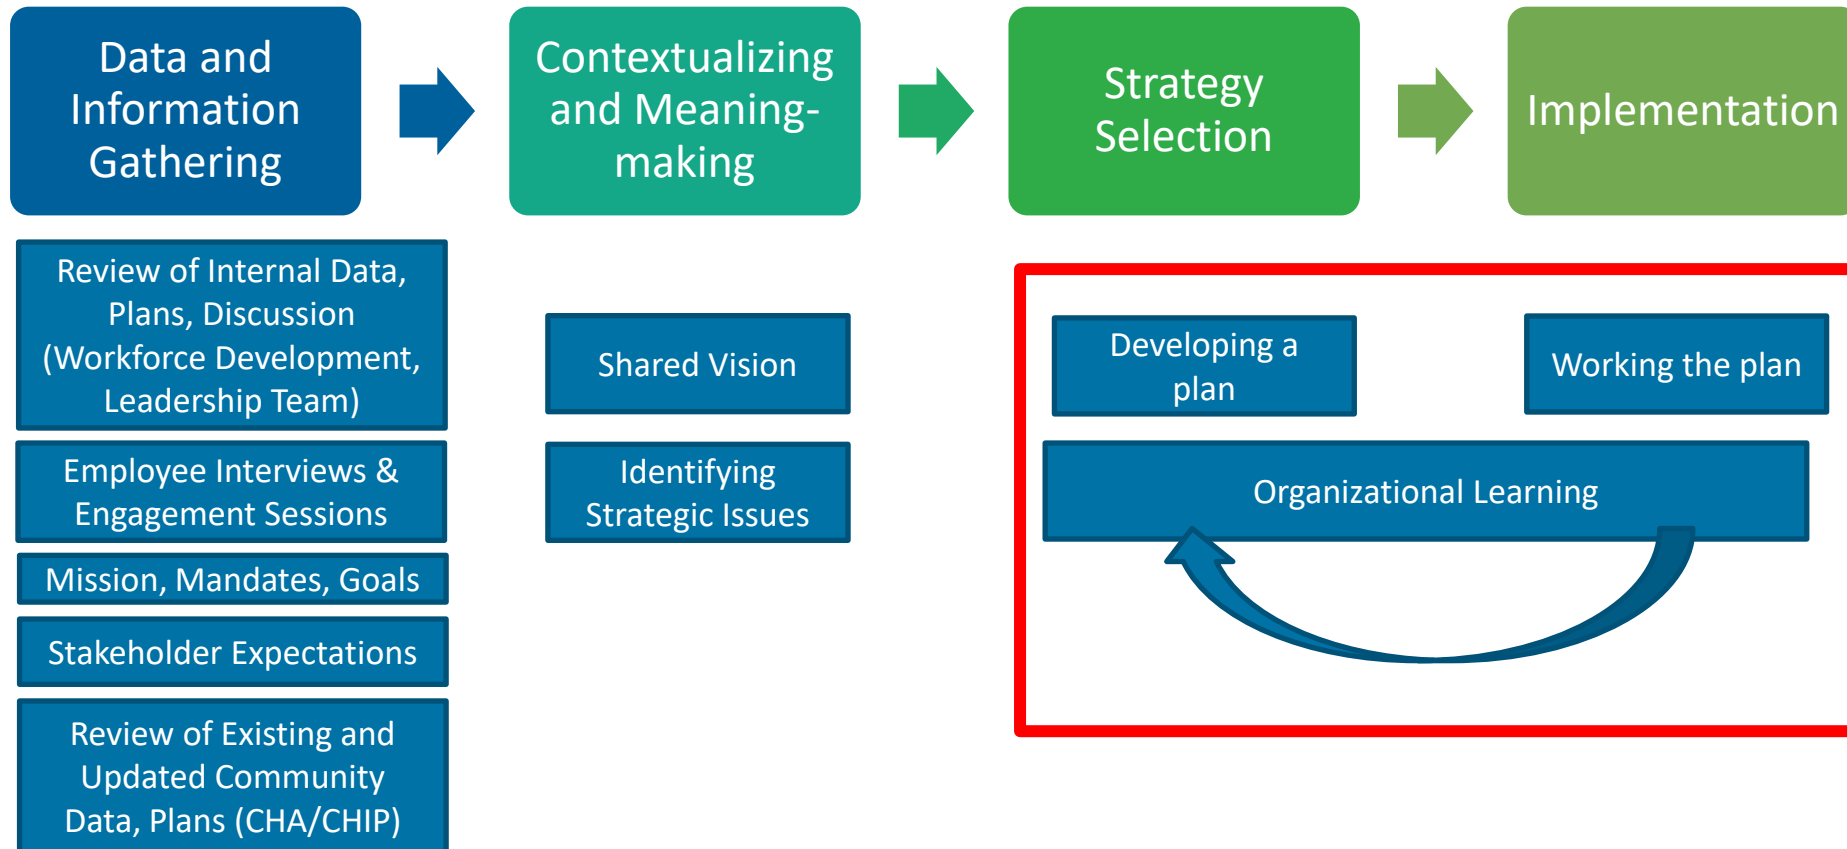 Data and
Information
Gathering
Contextualizing
and Meaning-
making
Strategy
Selection
Implementation
Review of Internal Data,
Plans, Discussion
(Workforce Development,
Leadership Team)
Employee Interviews &
Engagement Sessions
Mission, Mandates, Goals
Stakeholder Expectations
Review of Existing and
Updated Community
Data, Plans (CHA/CHIP)
Shared Vision
Identifying
Strategic Issues
Developing a
plan
Working the plan
Organizational Learning